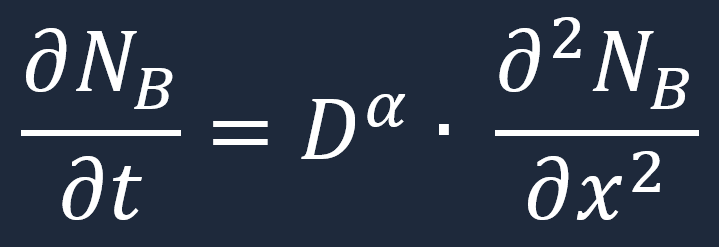 ∂N_B/∂t = D^α · ∂²N_B/∂x²